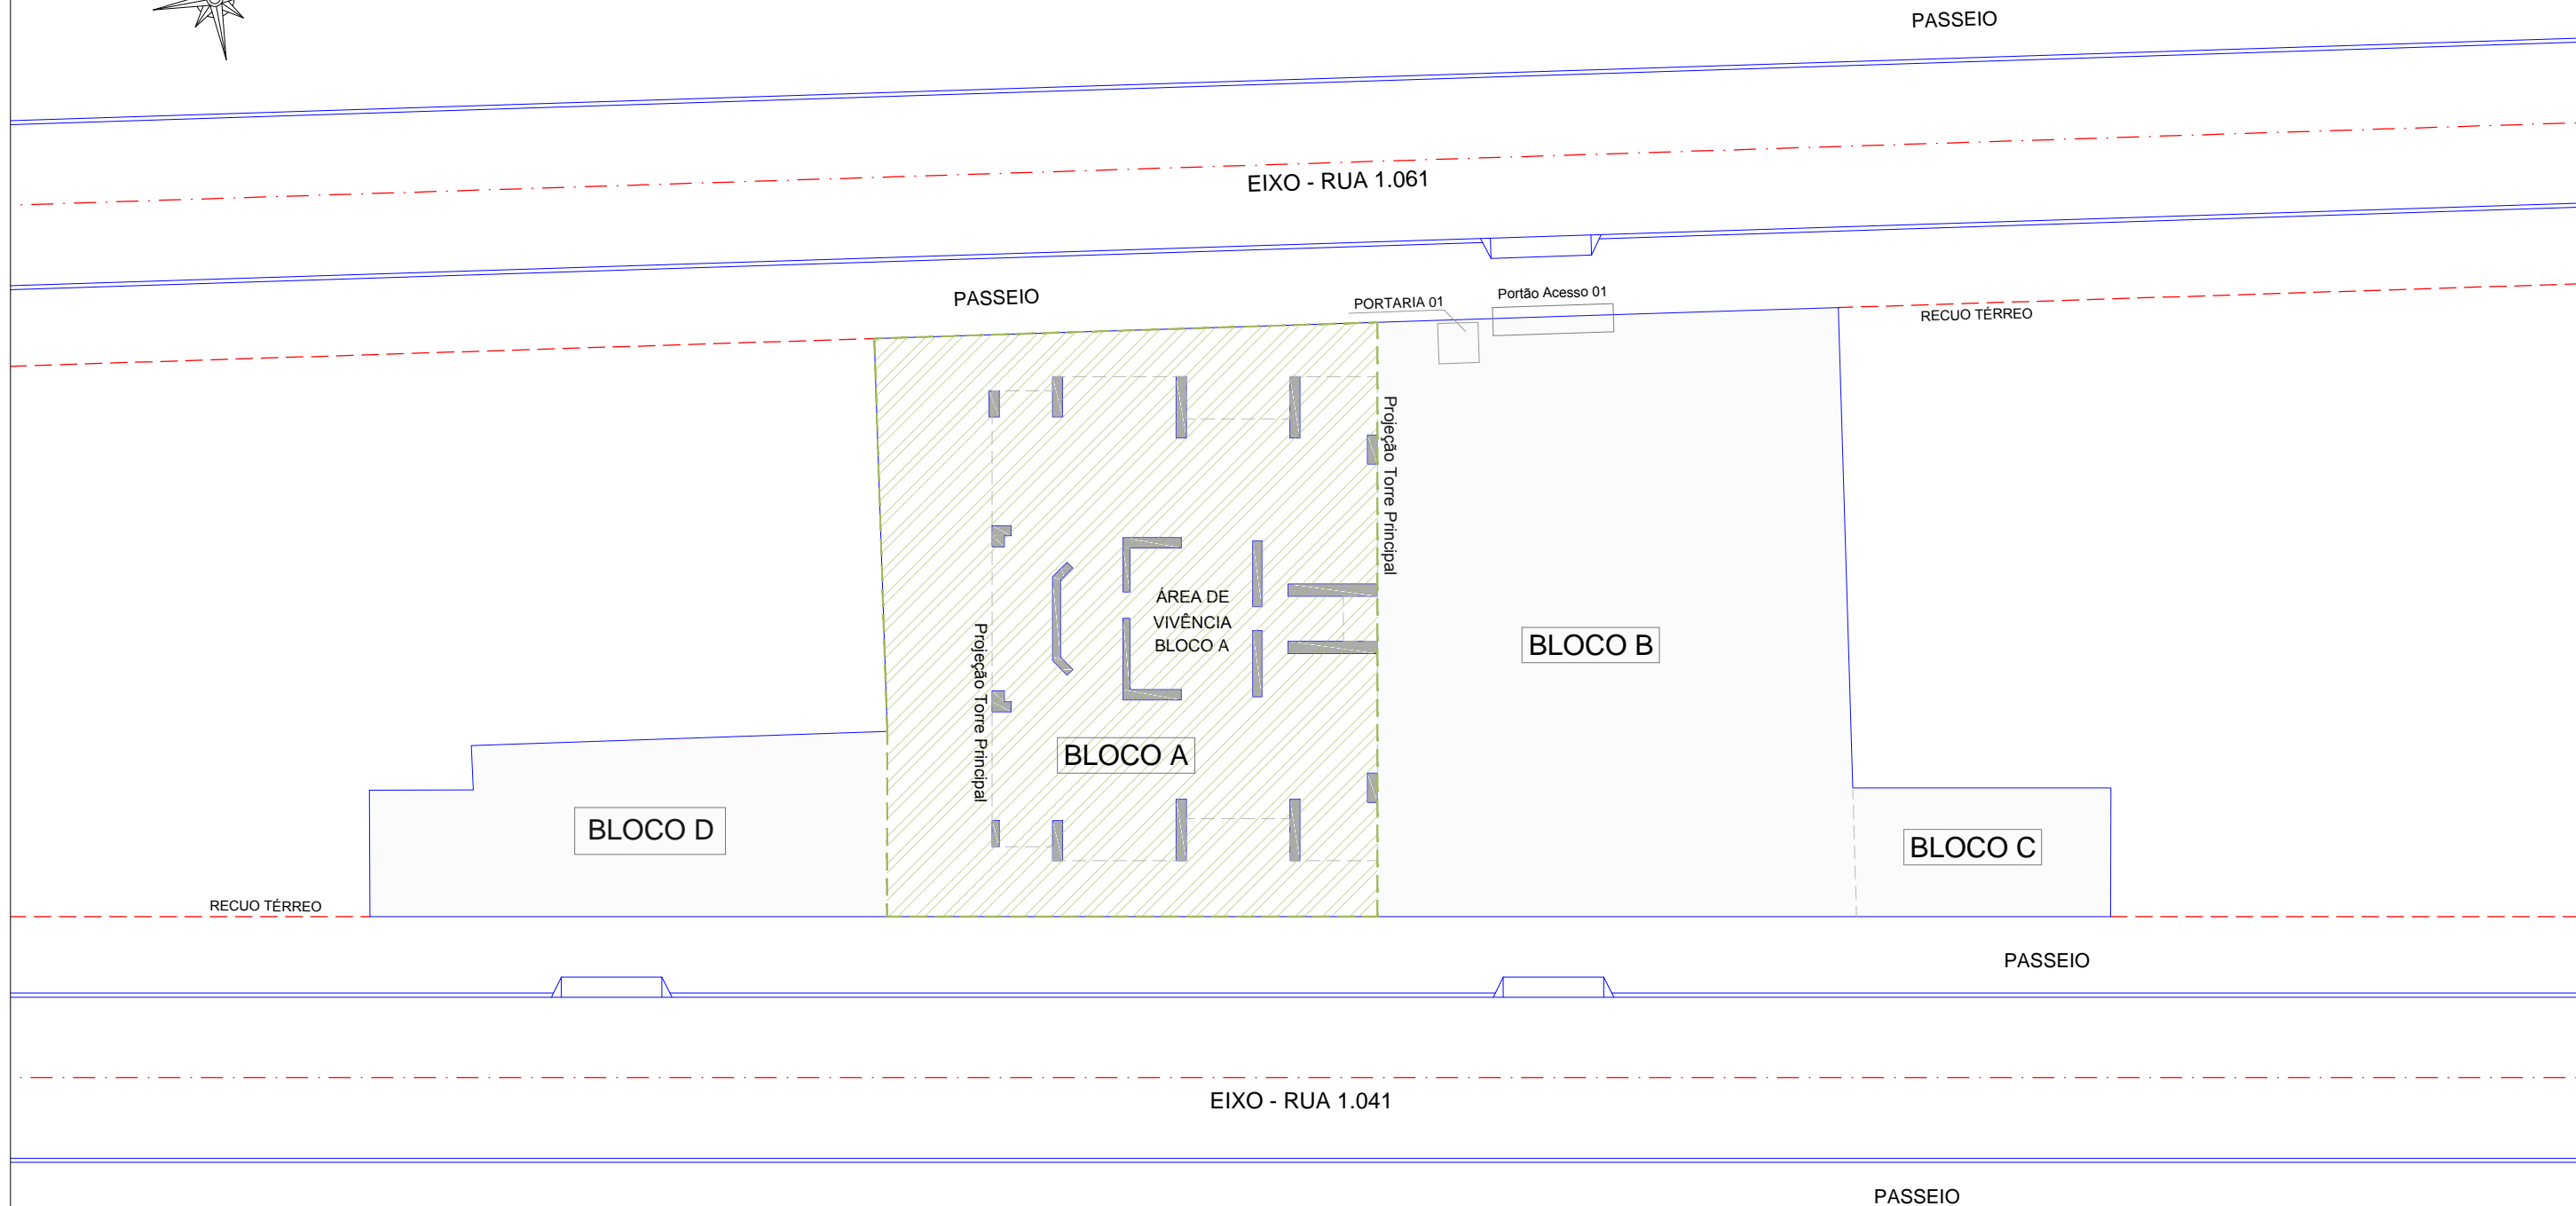 PASSEIO
EIXO - RUA 1.061
PASSEIO
PORTARIA 01
Portão Acesso 01
RECUO TÉRREO
Projeção Torre Principal
ÁREA DE
VIVÊNCIA
BLOCO A
BLOCO B
Projeção Torre Principal
BLOCO A
BLOCO D
BLOCO C
RECUO TÉRREO
PASSEIO
EIXO - RUA 1.041
PASSEIO